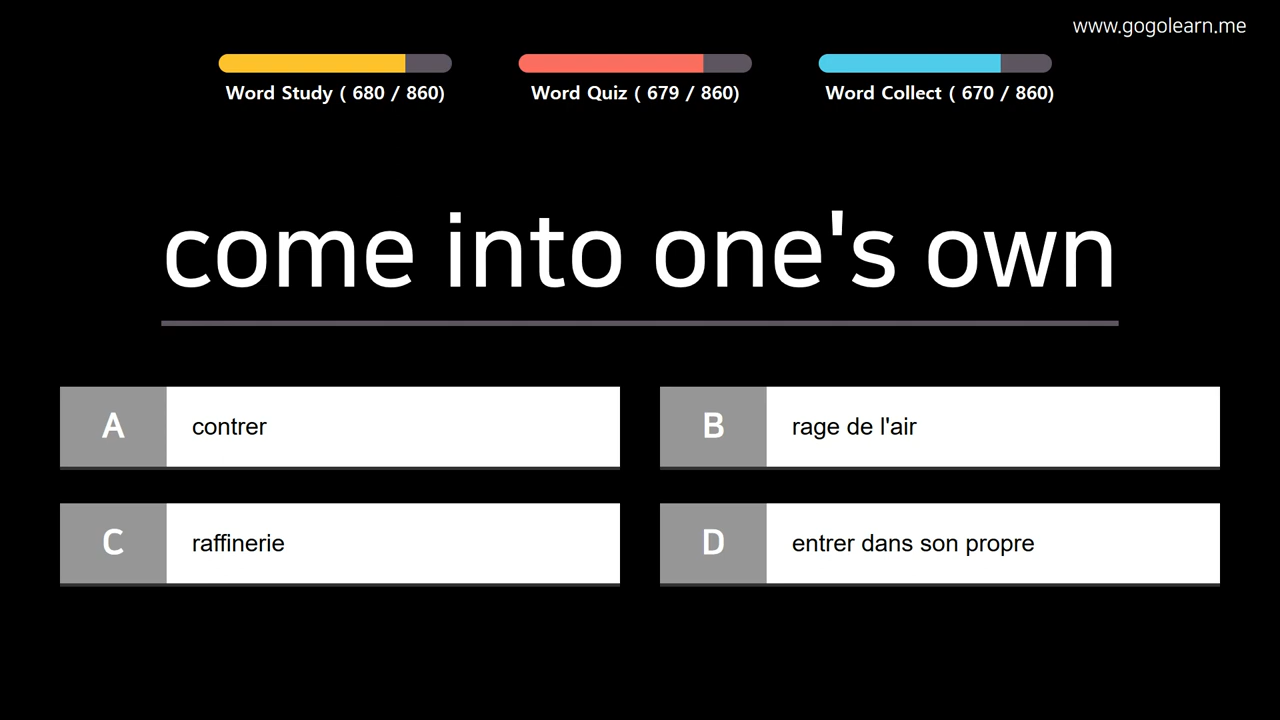 www.gogolearn.me
Word Study ( 680 / 860)
Word Quiz ( 679 / 860)
Word Collect ( 670 / 860)
come into one's own
A
contrer
B
rage de l'air
C
raffinerie
D
entrer dans son propre